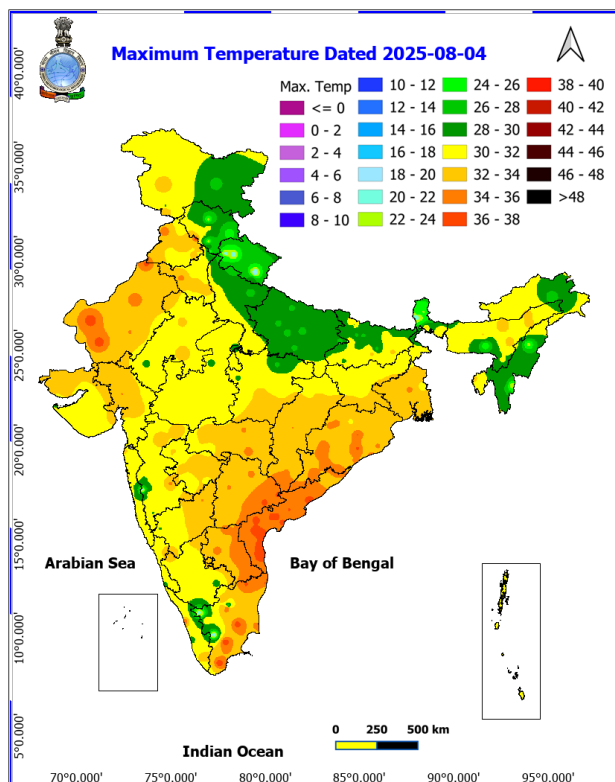 Maximum Temperature Dated 2025-08-04
Max. Temp
<= 0
0 - 2
2 - 4
4 - 6
6 - 8
8 - 10
10 - 12
12 - 14
14 - 16
16 - 18
18 - 20
20 - 22
22 - 24
24 - 26
26 - 28
28 - 30
30 - 32
32 - 34
34 - 36
36 - 38
38 - 40
40 - 42
42 - 44
44 - 46
46 - 48
>48
40°0.000'
35°0.000'
30°0.000'
25°0.000'
20°0.000'
15°0.000'
10°0.000'
5°0.000'
Arabian Sea
Bay of Bengal
0 250 500 km
Indian Ocean
70°0.000' 75°0.000' 80°0.000' 85°0.000' 90°0.000' 95°0.000'